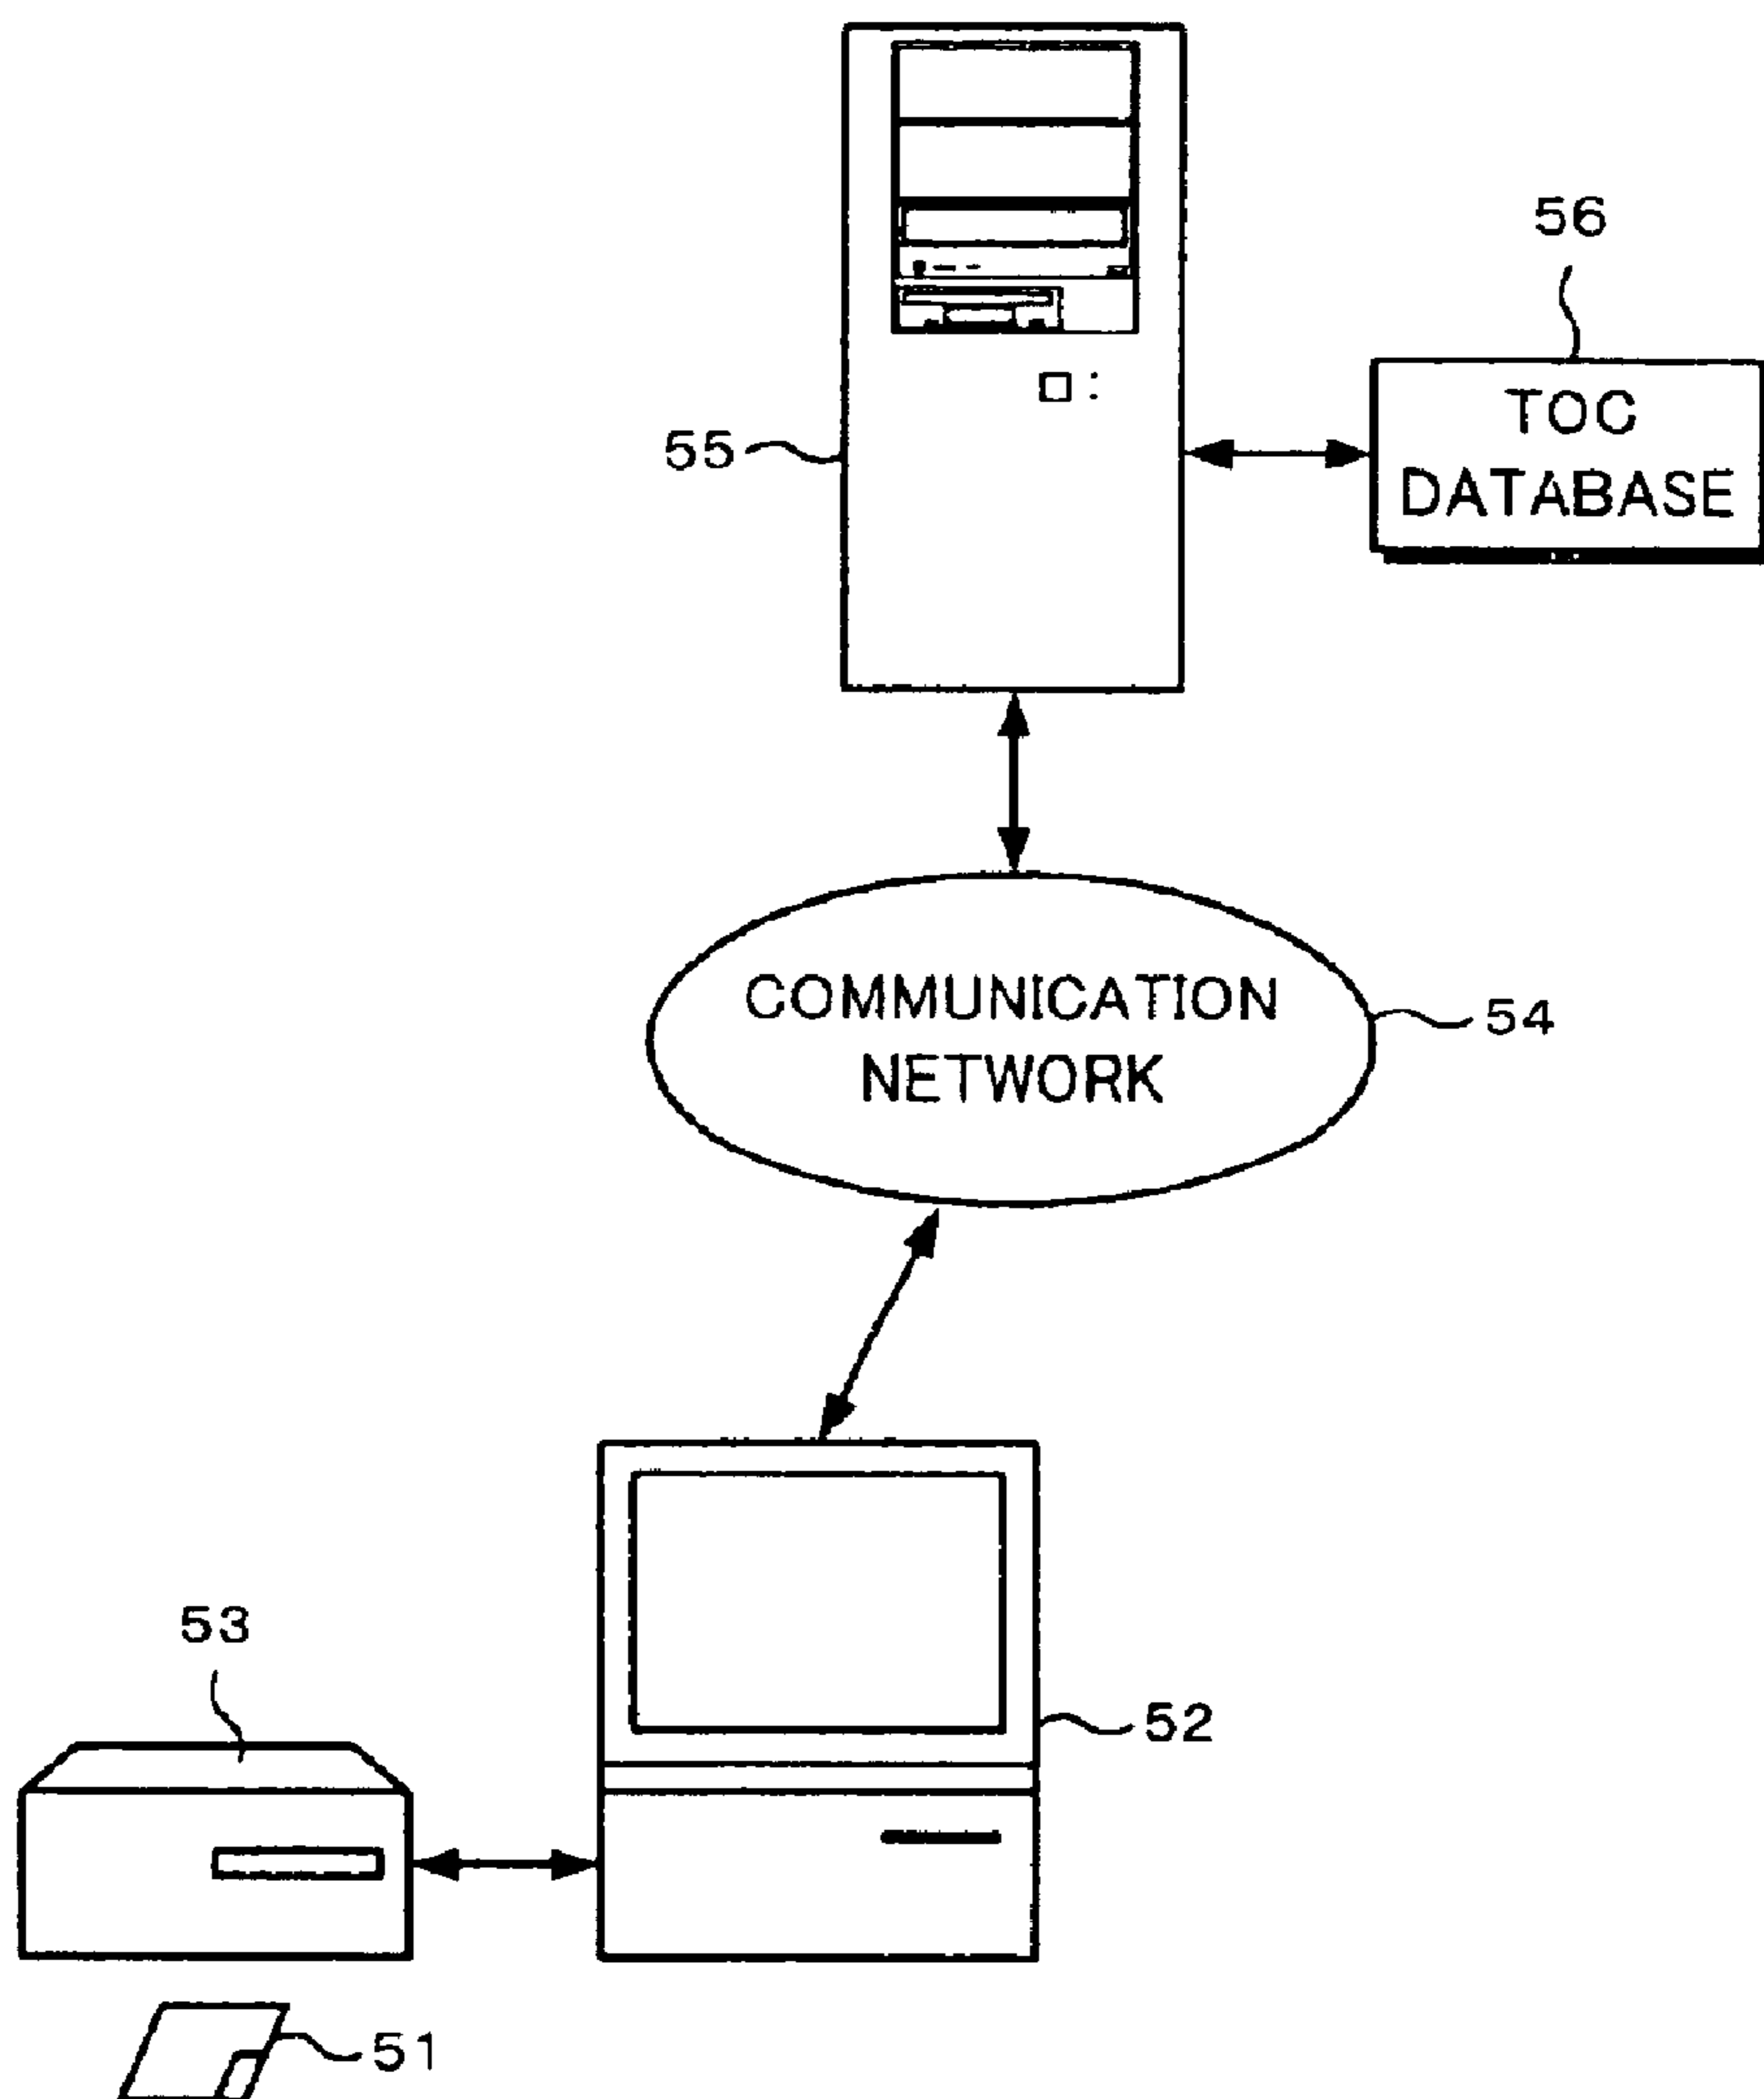 56
TOC
DATABASE
55
COMMUNICATION
NETWORK
54
53
52
51